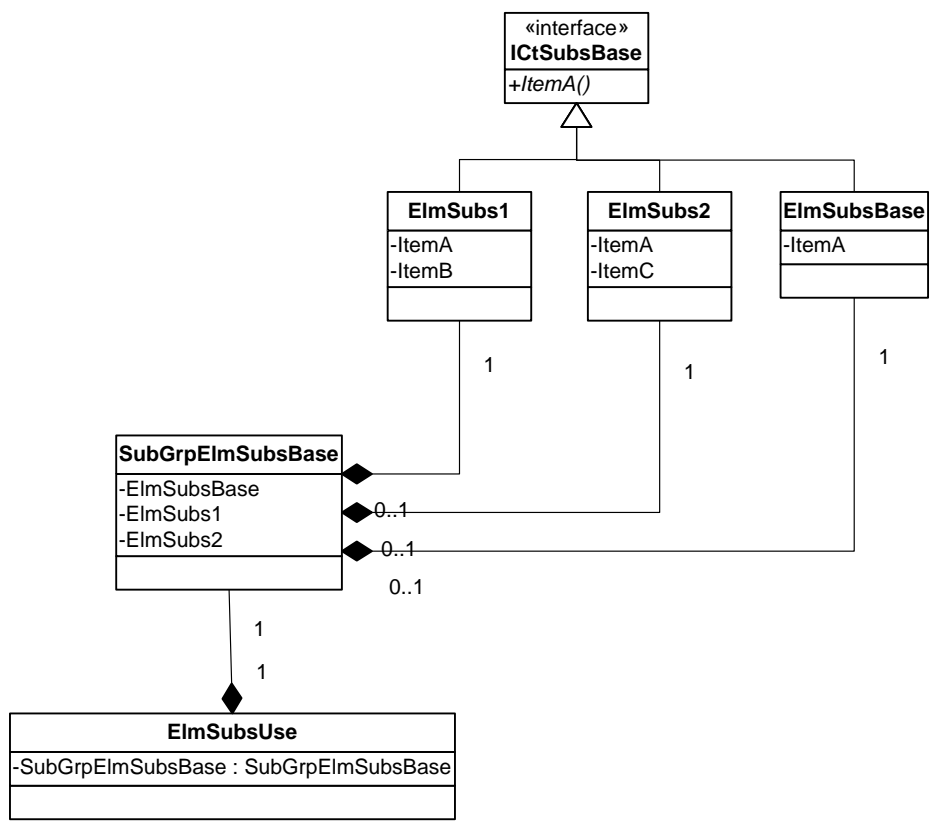 «interface»
ICtSubsBase
+ItemA()
ElmSubs1
-ItemA
-ItemB
ElmSubs2
-ItemA
-ItemC
ElmSubsBase
-ItemA
1
1
1
SubGrpElmSubsBase
-ElmSubsBase
-ElmSubs1
-ElmSubs2
0..1
0..1
0..1
1
1
ElmSubsUse
-SubGrpElmSubsBase : SubGrpElmSubsBase